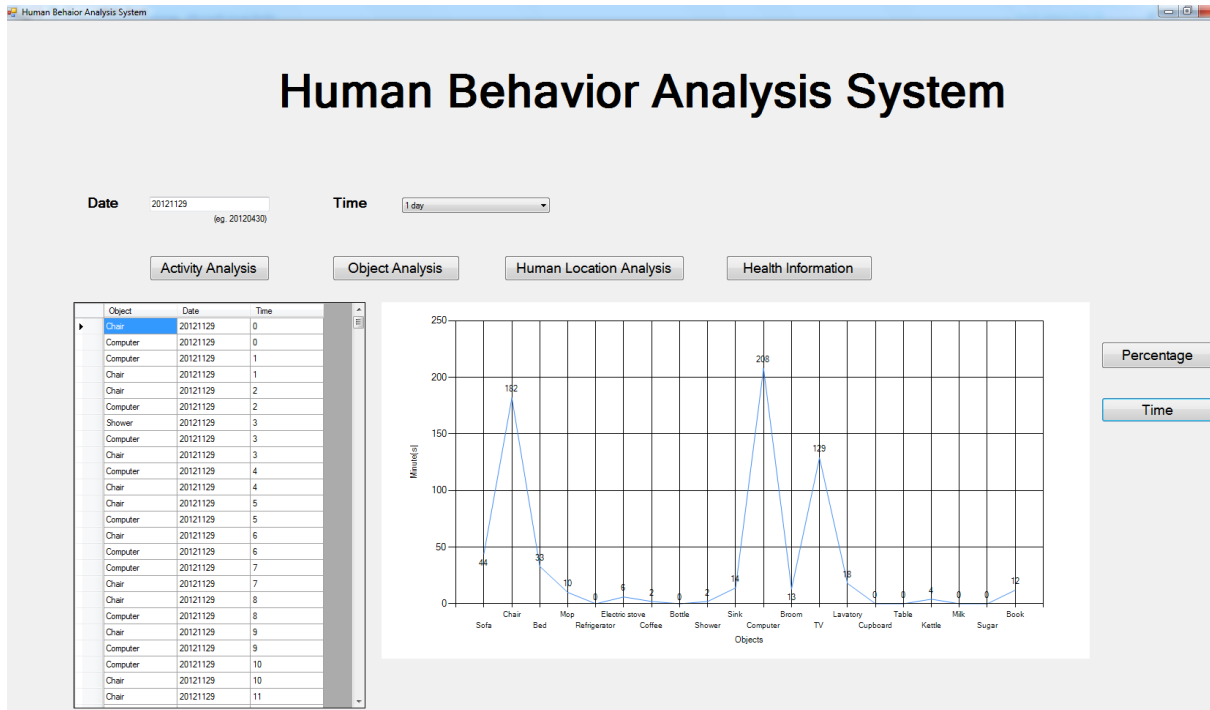 Human Behaior Analysis System
Human Behavior Analysis System
Date 20121129 Time 1 day
(eg. 20120430)
Activity Analysis Object Analysis Human Location Analysis Health Information
Object Date Time
Chair 20121129 0
Computer 20121129 0
Computer 20121129 1
Chair 20121129 1
Chair 20121129 2
Computer 20121129 2
Shower 20121129 3
Computer 20121129 3
Chair 20121129 3
Computer 20121129 4
Chair 20121129 4
Chair 20121129 5
Computer 20121129 5
Chair 20121129 6
Computer 20121129 6
Computer 20121129 7
Chair 20121129 7
Chair 20121129 8
Computer 20121129 8
Chair 20121129 9
Computer 20121129 9
Computer 20121129 10
Chair 20121129 10
Chair 20121129 11
250
200
150
100
50
0
Minute[s]
44 182 33 10 0 6 2 0 2 14 208 13 129 18 0 0 4 0 0 12
Chair Mop Electric stove Bottle Sink Broom Lavatory Table Milk Book
Sofa Bed Refrigerator Coffee Shower Computer TV Cupboard Kettle Sugar
Objects
Percentage
Time